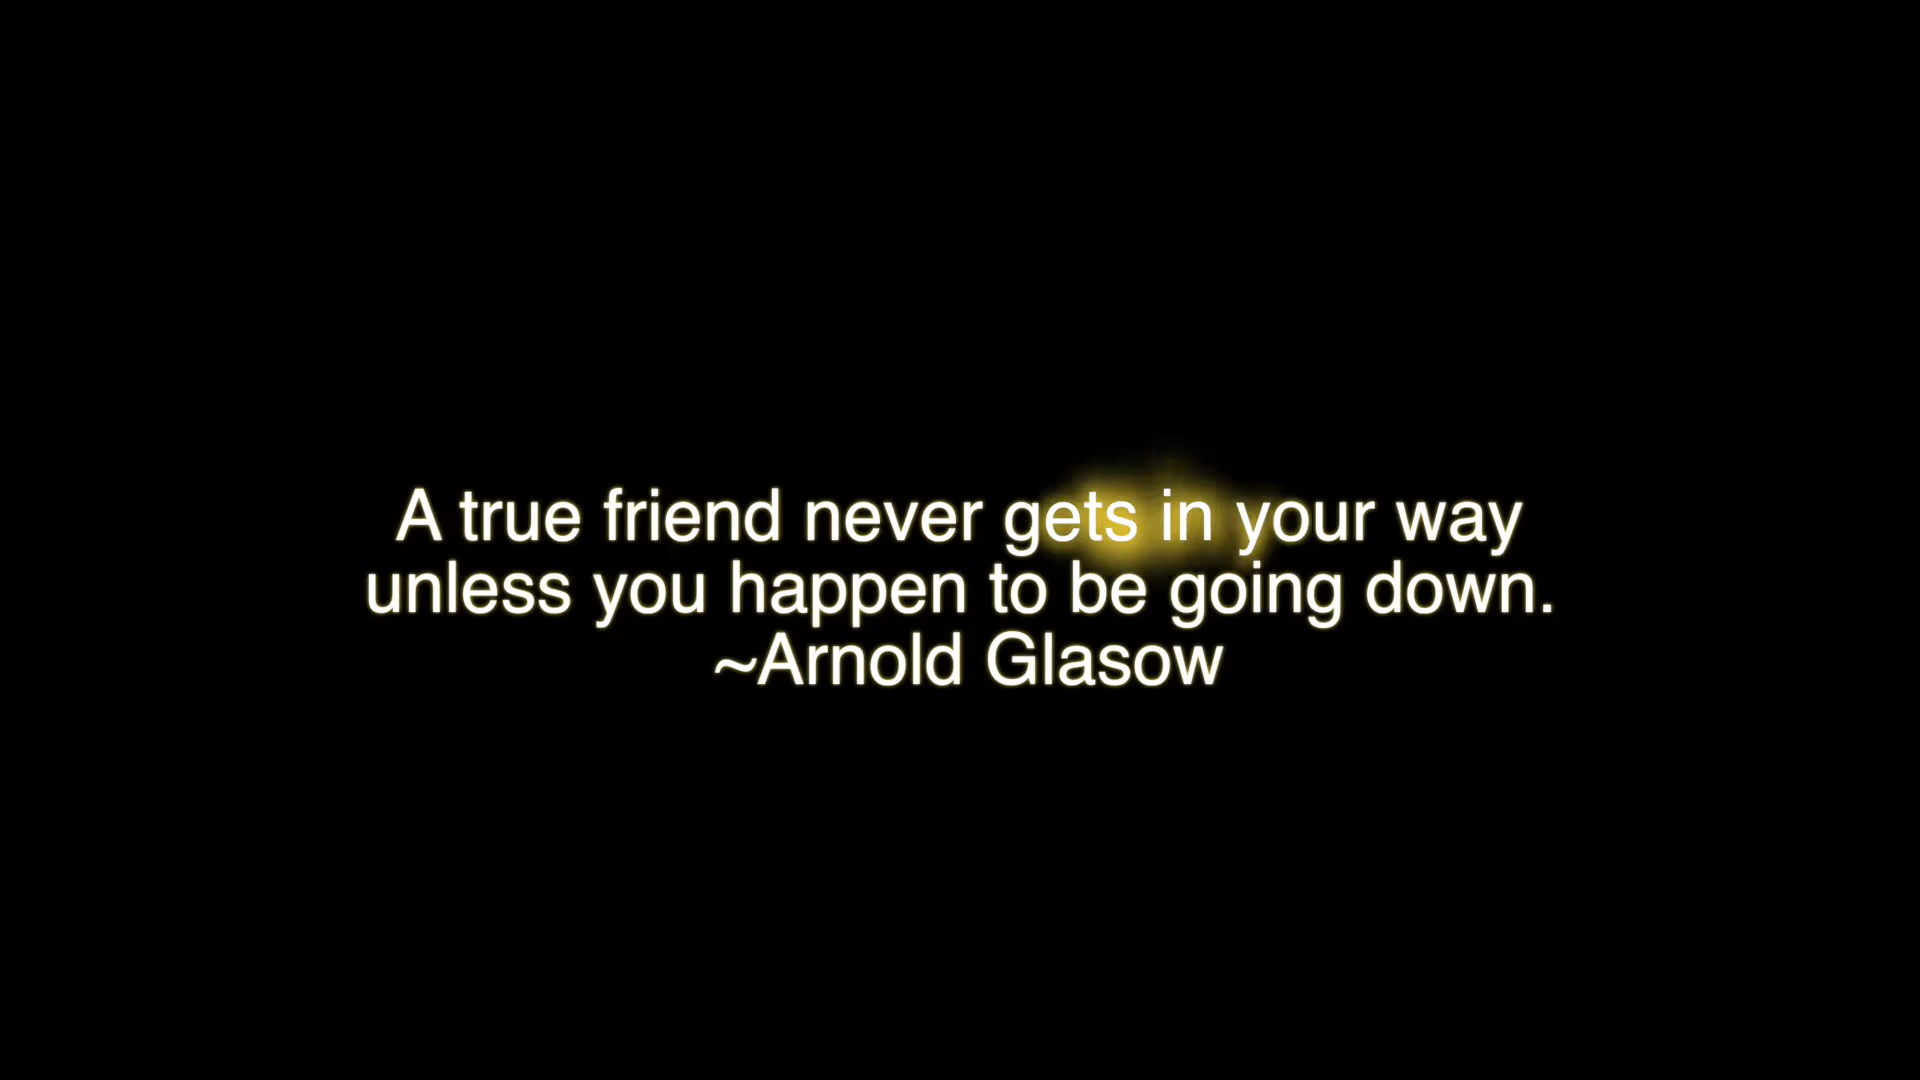 A true friend never gets in your way
unless you happen to be going down.
~Arnold Glasow